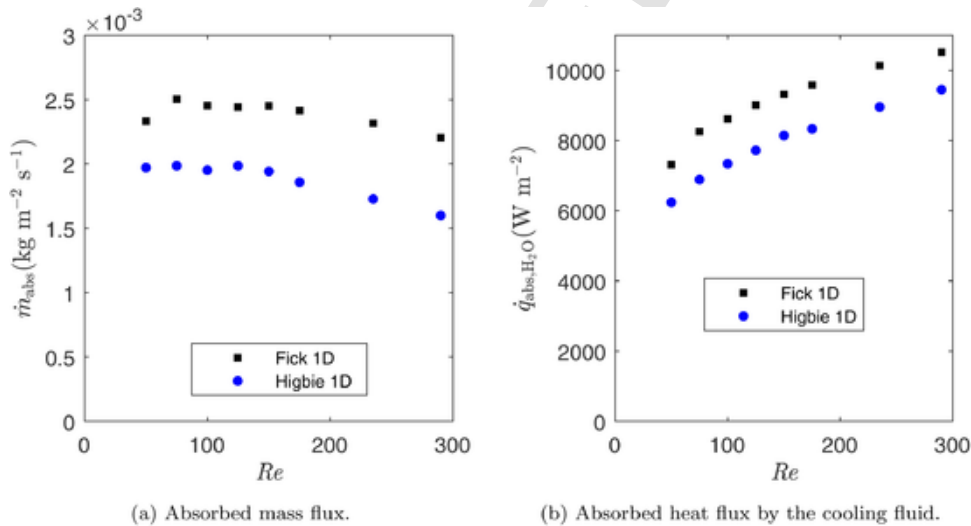 ×10⁻³
3
2.5
2
1.5
1
0.5
0
ṁ_abs(kg m⁻² s⁻¹)
Fick 1D
Higbie 1D
0 100 200 300
Re
(a) Absorbed mass flux.
10000
8000
6000
4000
2000
0
q̇_abs,H₂O(W m⁻²)
Fick 1D
Higbie 1D
0 100 200 300
Re
(b) Absorbed heat flux by the cooling fluid.